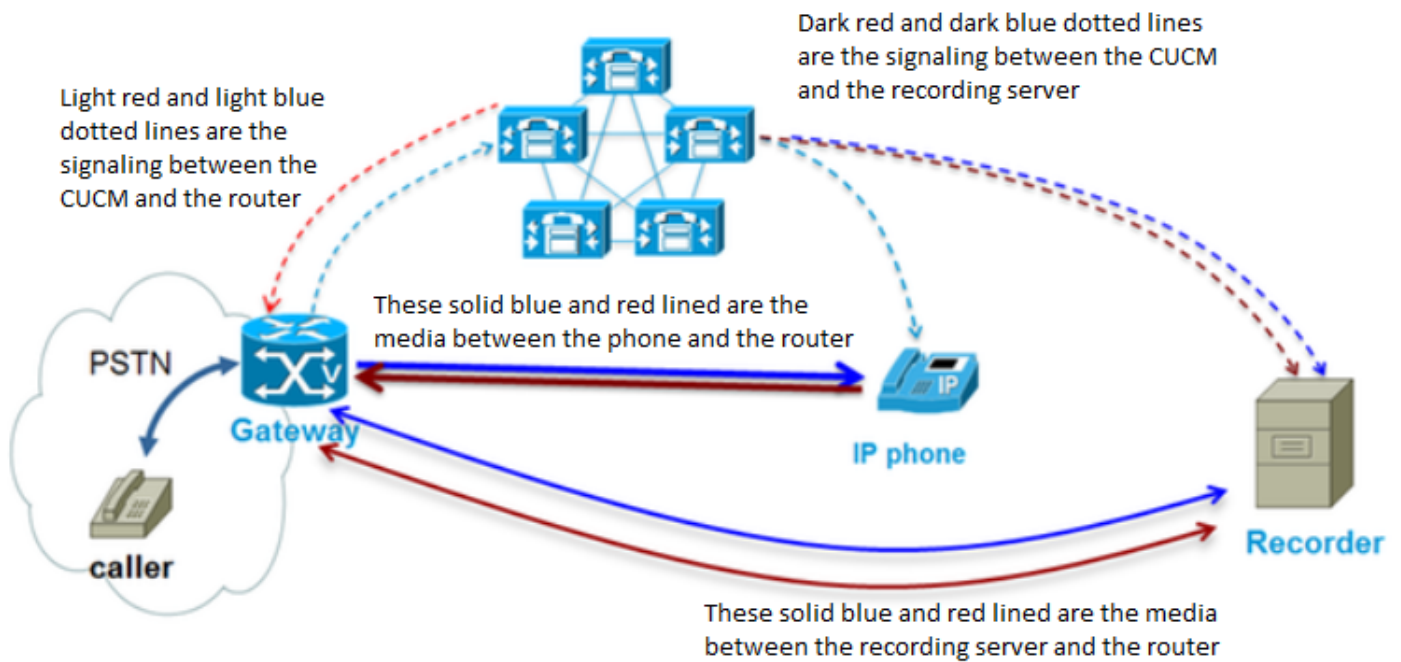 Dark red and dark blue dotted lines
are the signaling between the CUCM
and the recording server
Light red and light blue
dotted lines are the
signaling between the
CUCM and the router
These solid blue and red lined are the
media between the phone and the router
PSTN
V
IP
Gateway
IP phone
caller
Recorder
These solid blue and red lined are the media
between the recording server and the router